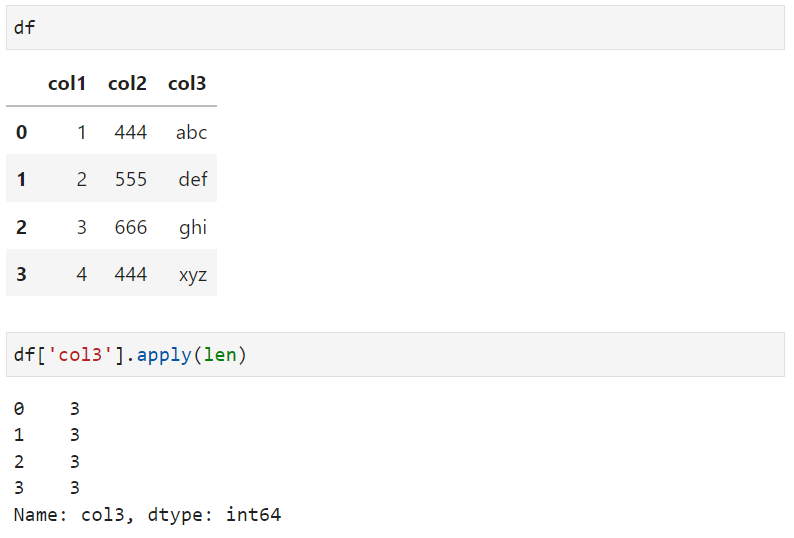 df
col1 col2 col3
0 1 444 abc
1 2 555 def
2 3 666 ghi
3 4 444 xyz
df['col3'].apply(len)
0 3
1 3
2 3
3 3
Name: col3, dtype: int64